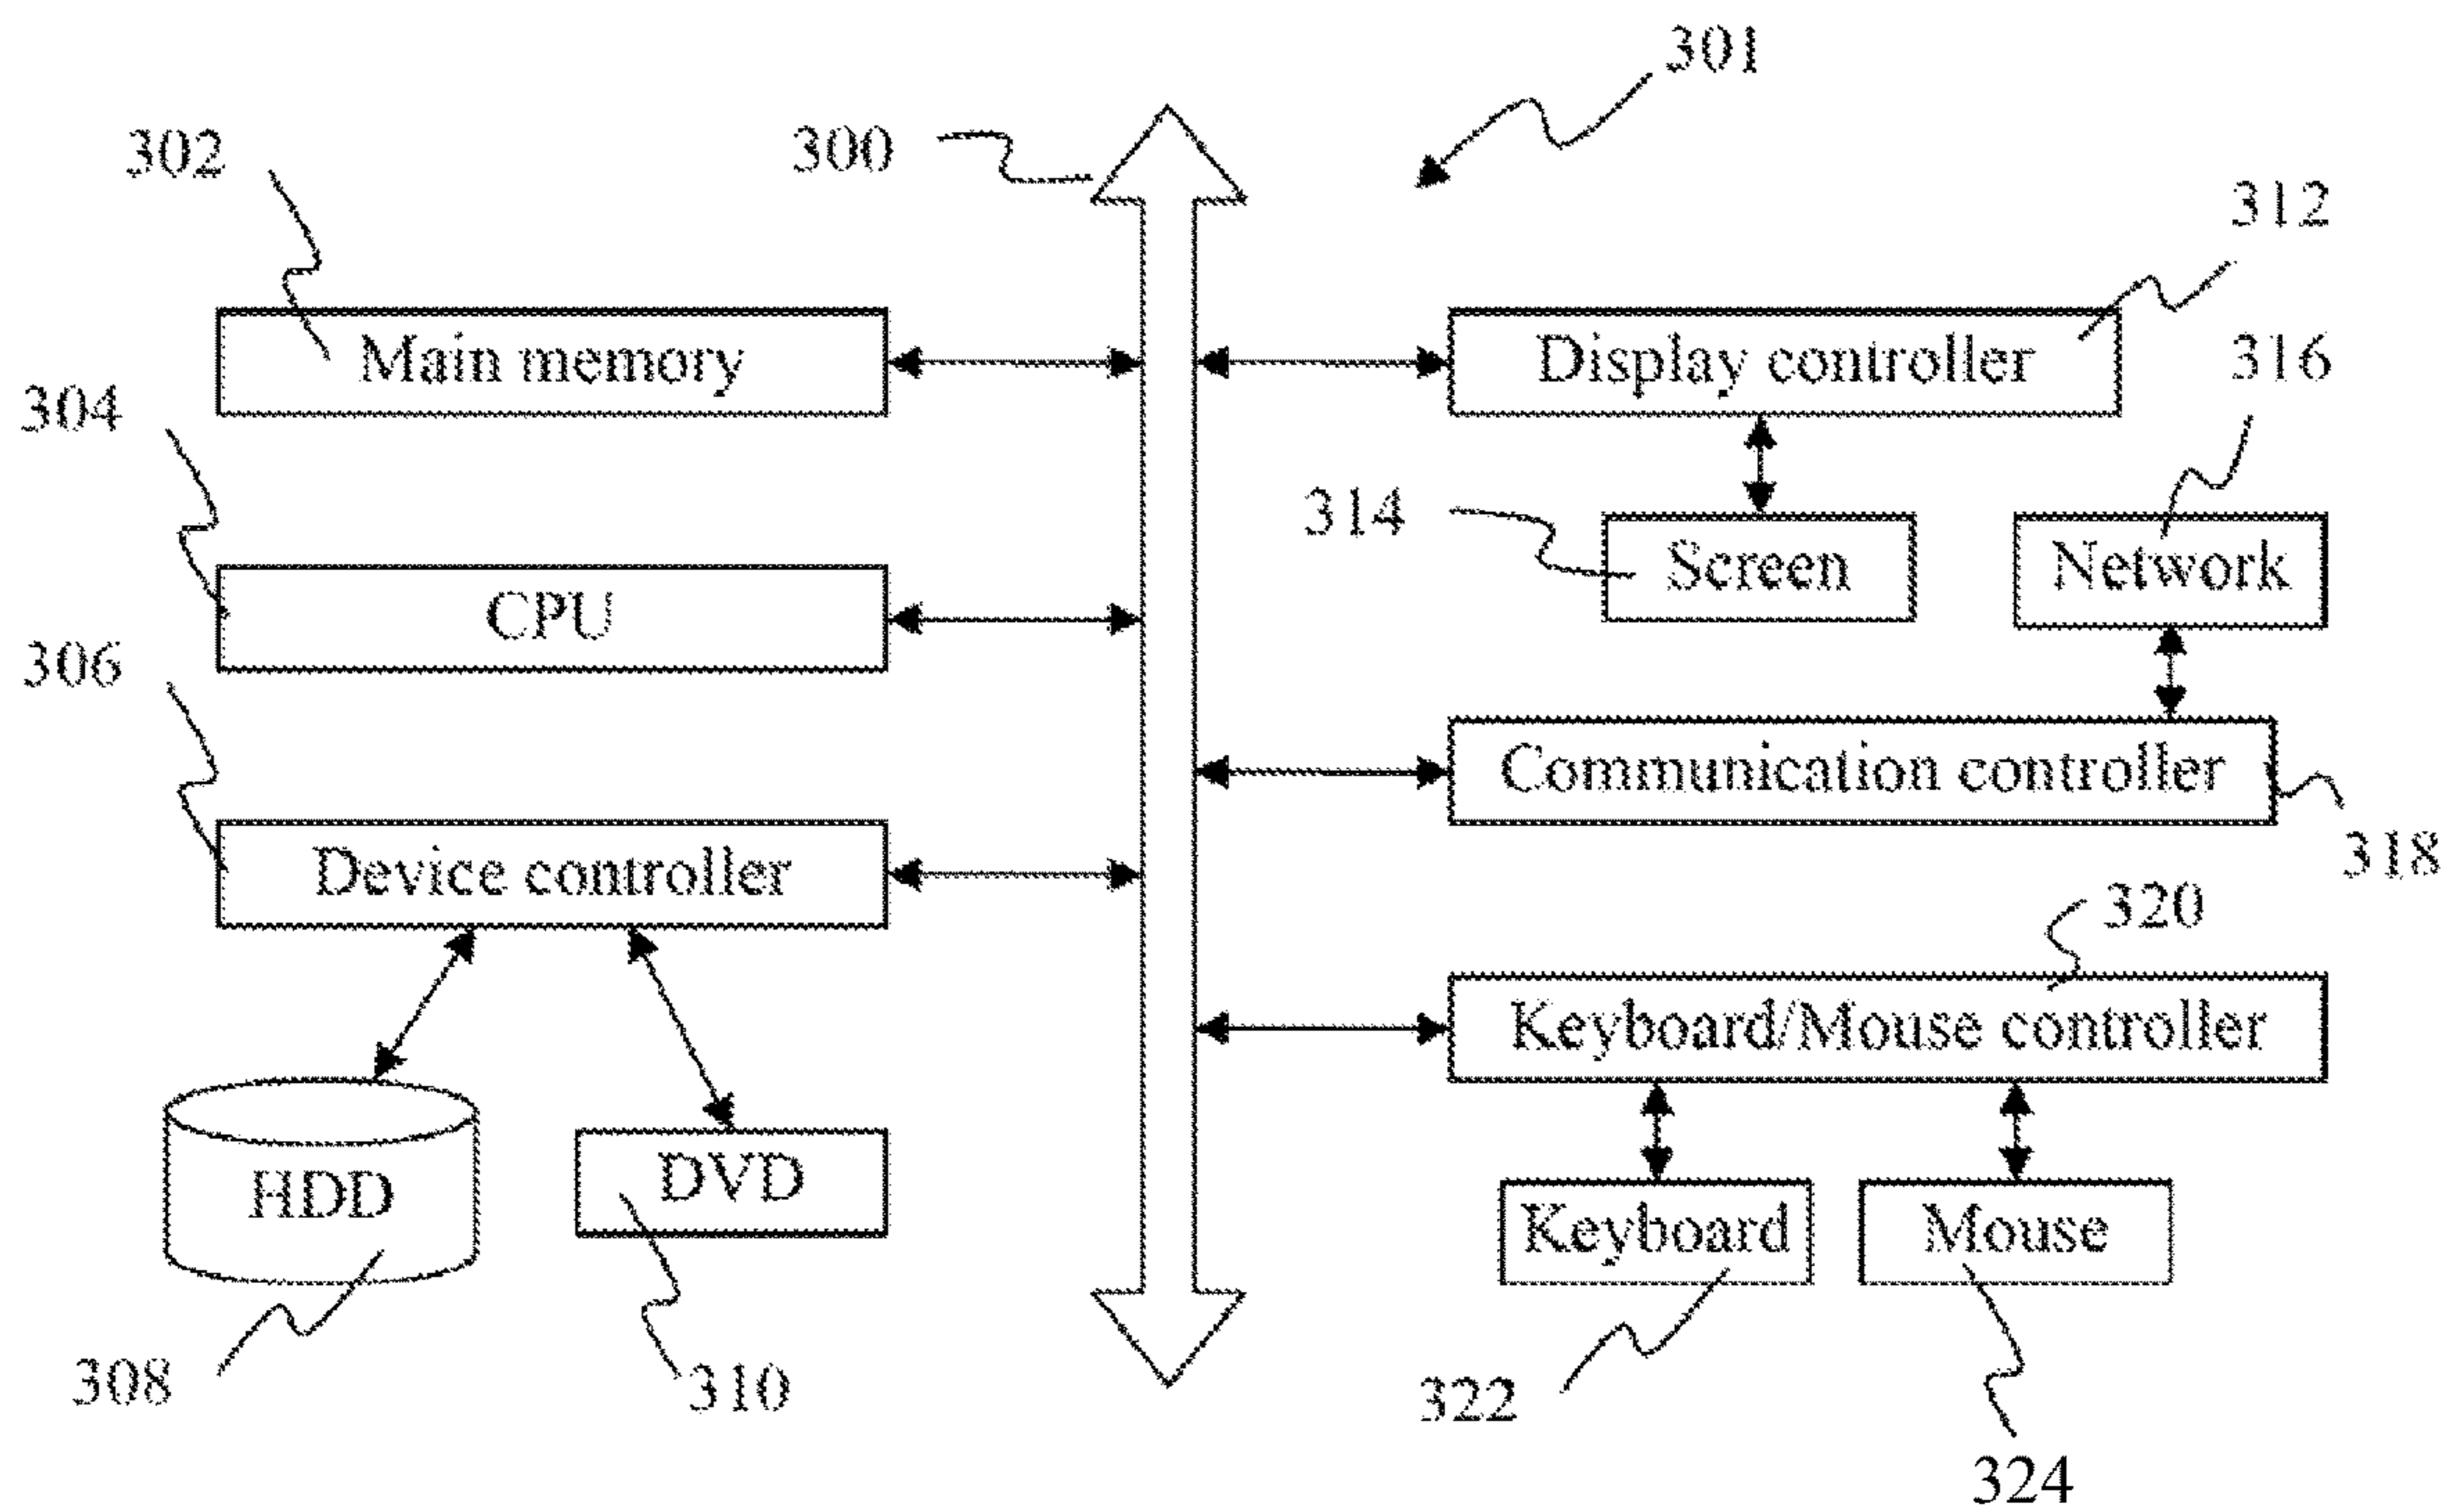 301
300
302
312
Main memory
Display controller
316
304
314
Screen
Network
CPU
306
Communication controller
318
Device controller
320
Keyboard/Mouse controller
HDD
DVD
Keyboard
Mouse
308
310
322
324